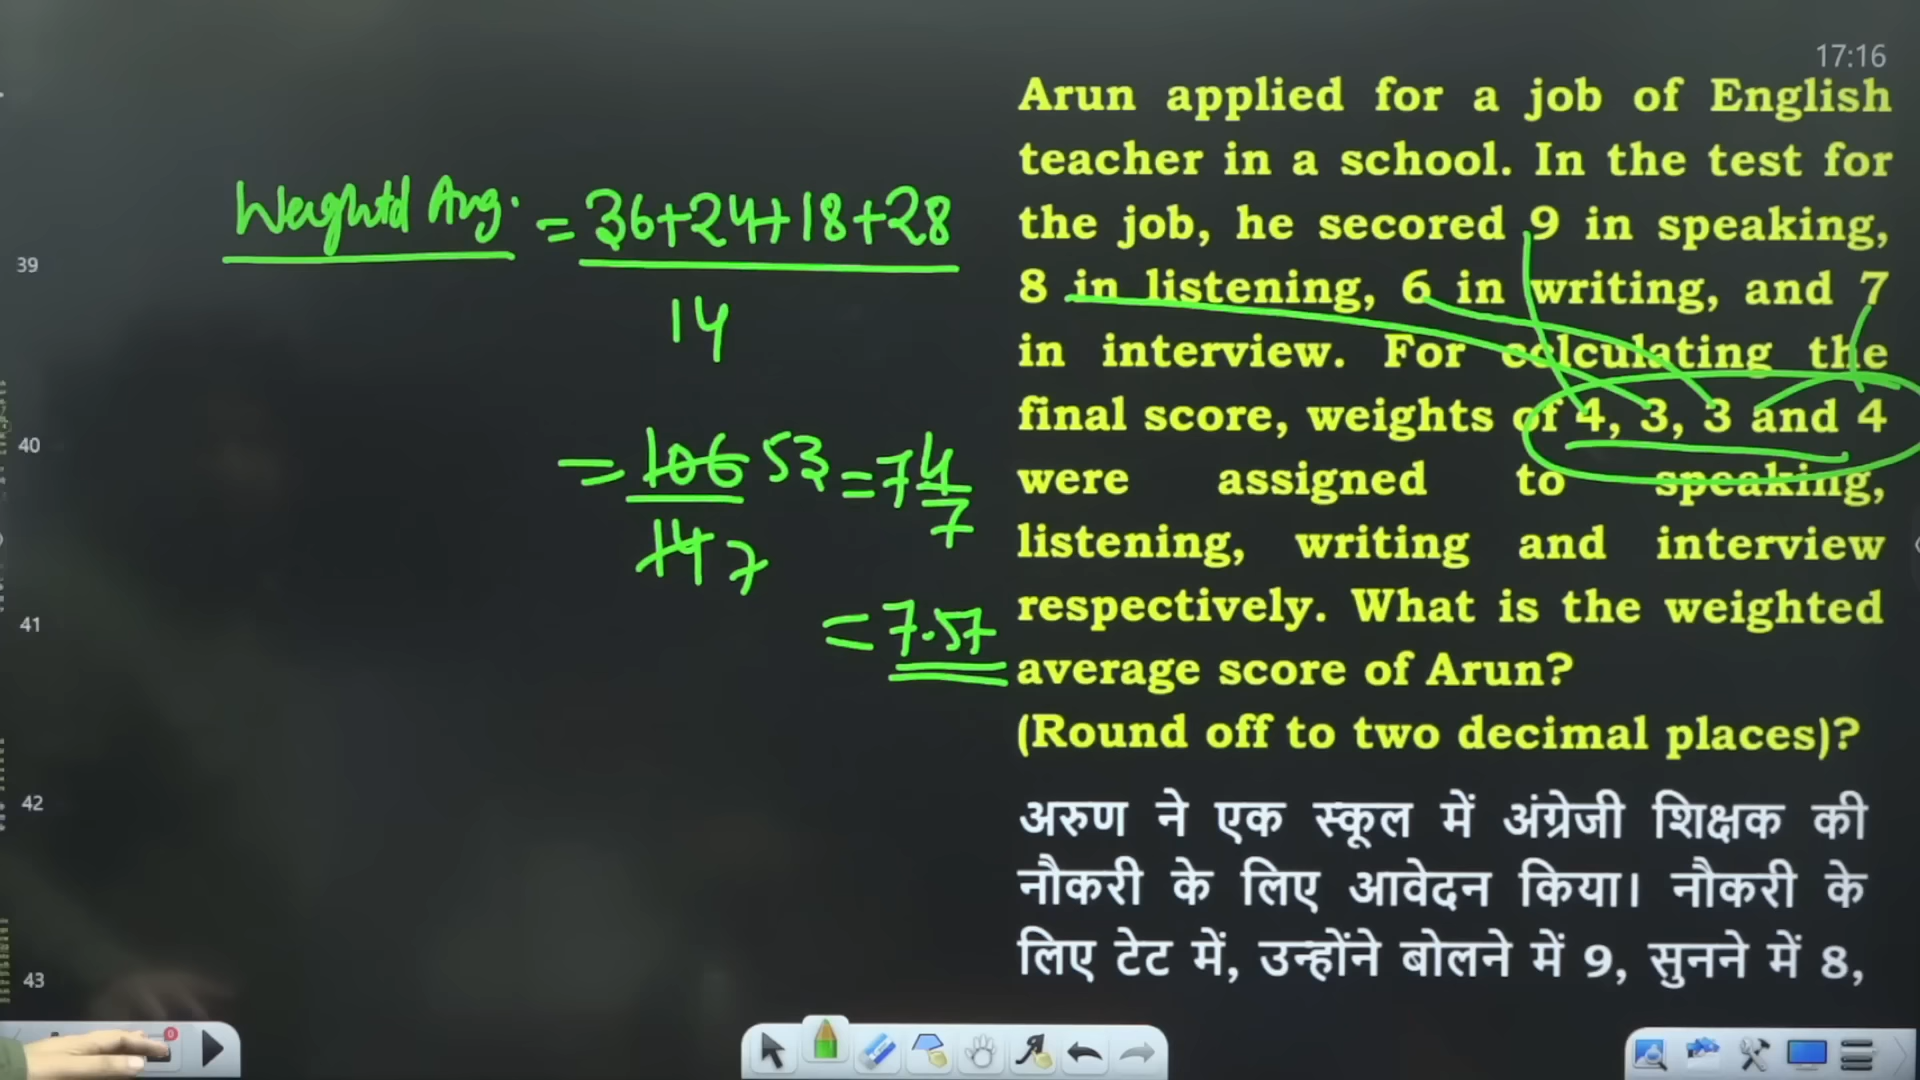 17:16
Arun applied for a job of English
teacher in a school. In the test for
the job, he secored 9 in speaking,
8 in listening, 6 in writing, and 7
in interview. For calculating the
final score, weights of 4, 3, 3 and 4
were assigned to speaking,
listening, writing and interview
respectively. What is the weighted
average score of Arun?
(Round off to two decimal places)?
अरुण ने एक स्कूल में अंग्रेजी शिक्षक की
नौकरी के लिए आवेदन किया। नौकरी के
लिए टेट में, उन्होंने बोलने में 9, सुनने में 8,
Weightd Avg. = 36+24+18+28
14
= 106 53 = 7 4
14 7 7
= 7.57
39
40
41
42
43
0